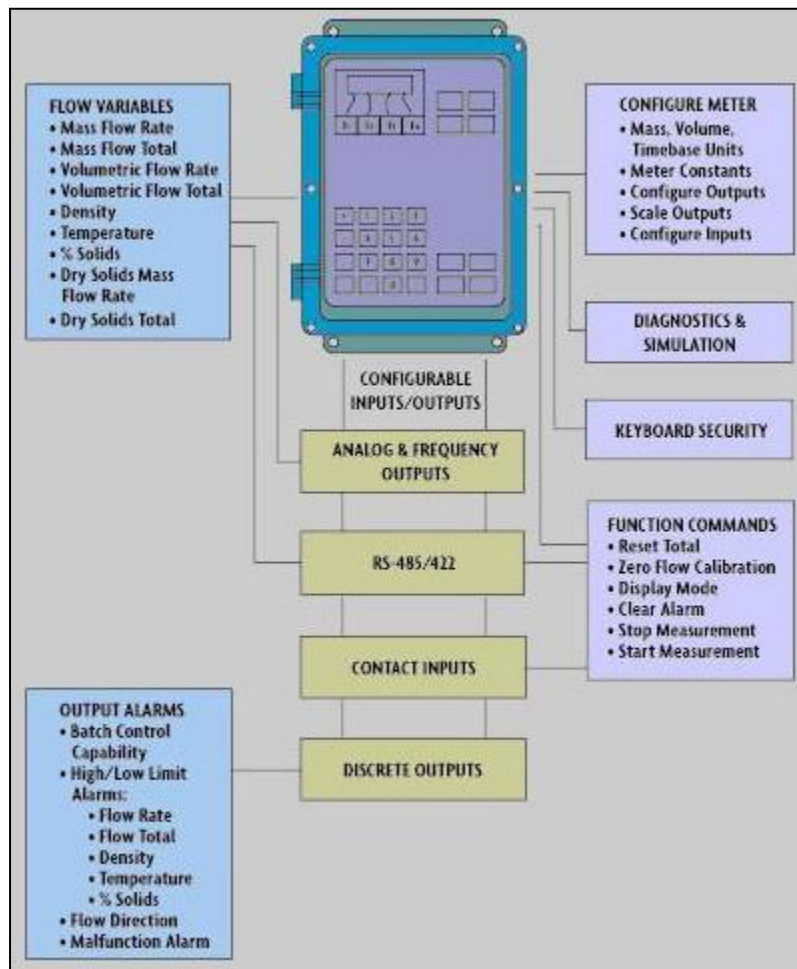 FLOW VARIABLES
• Mass Flow Rate
• Mass Flow Total
• Volumetric Flow Rate
• Volumetric Flow Total
• Density
• Temperature
• % Solids
• Dry Solids Mass
Flow Rate
• Dry Solids Total
CONFIGURE METER
• Mass, Volume,
Timebase Units
• Meter Constants
• Configure Outputs
• Scale Outputs
• Configure Inputs
DIAGNOSTICS &
SIMULATION
KEYBOARD SECURITY
CONFIGURABLE
INPUTS/OUTPUTS
ANALOG & FREQUENCY
OUTPUTS
RS-485/422
CONTACT INPUTS
DISCRETE OUTPUTS
FUNCTION COMMANDS
• Reset Total
• Zero Flow Calibration
• Display Mode
• Clear Alarm
• Stop Measurement
• Start Measurement
OUTPUT ALARMS
• Batch Control
Capability
• High/Low Limit
Alarms:
• Flow Rate
• Flow Total
• Density
• Temperature
• % Solids
• Flow Direction
• Malfunction Alarm